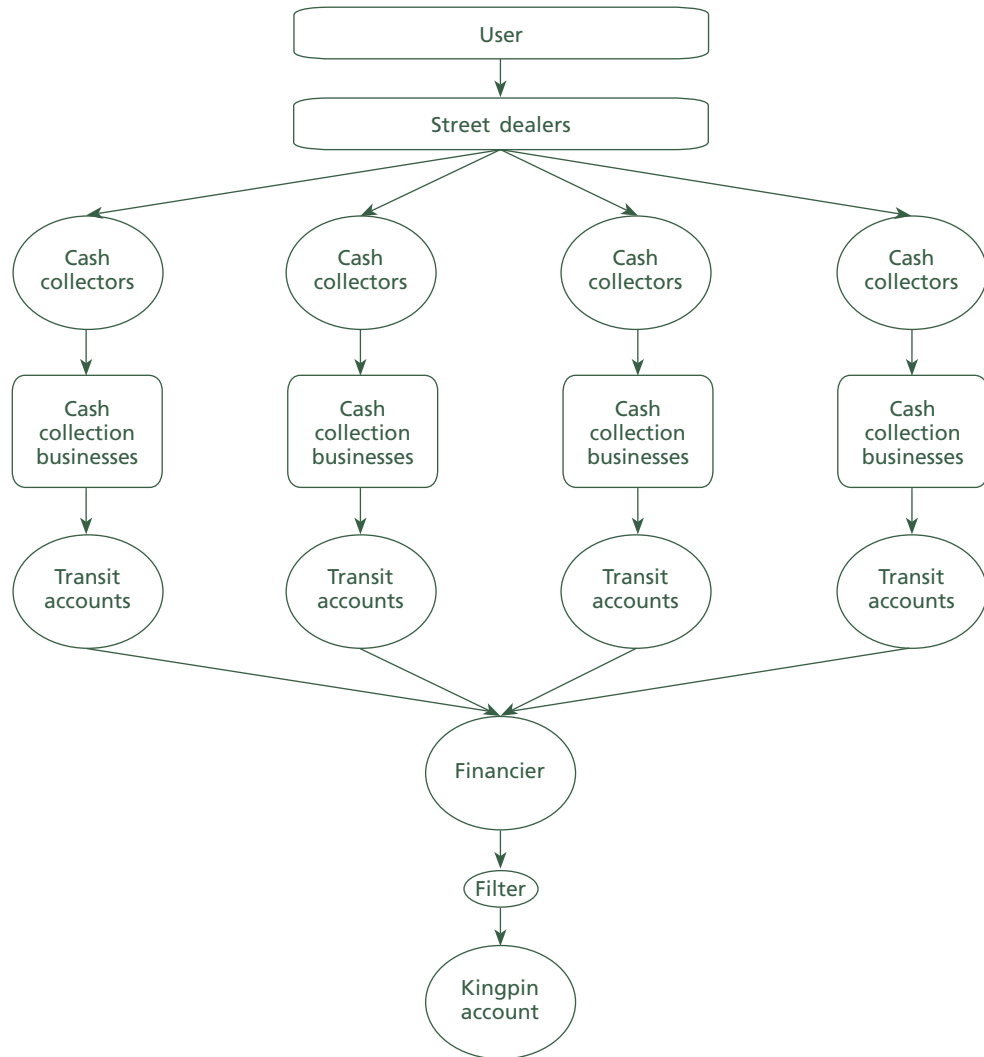 User
Street dealers
Cash
collectors
Cash
collectors
Cash
collectors
Cash
collectors
Cash
collection
businesses
Cash
collection
businesses
Cash
collection
businesses
Cash
collection
businesses
Transit
accounts
Transit
accounts
Transit
accounts
Transit
accounts
Financier
Filter
Kingpin
account